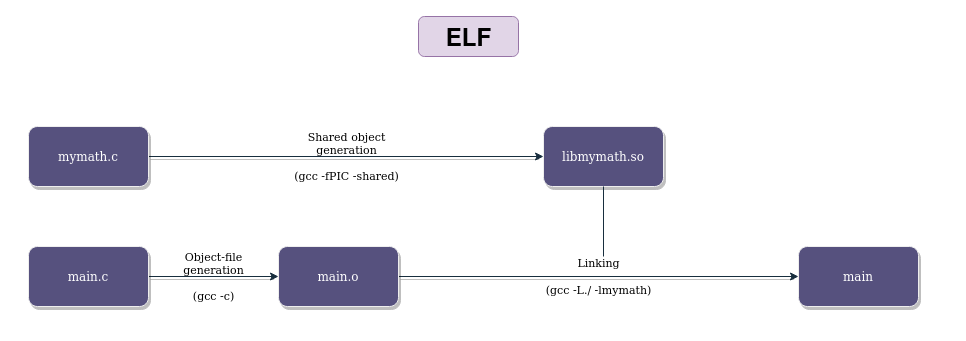 ELF
Shared object
generation
mymath.c
libmymath.so
(gcc -fPIC -shared)
Object-file
generation
Linking
main.c
main.o
main
(gcc -c)
(gcc -L./ -lmymath)